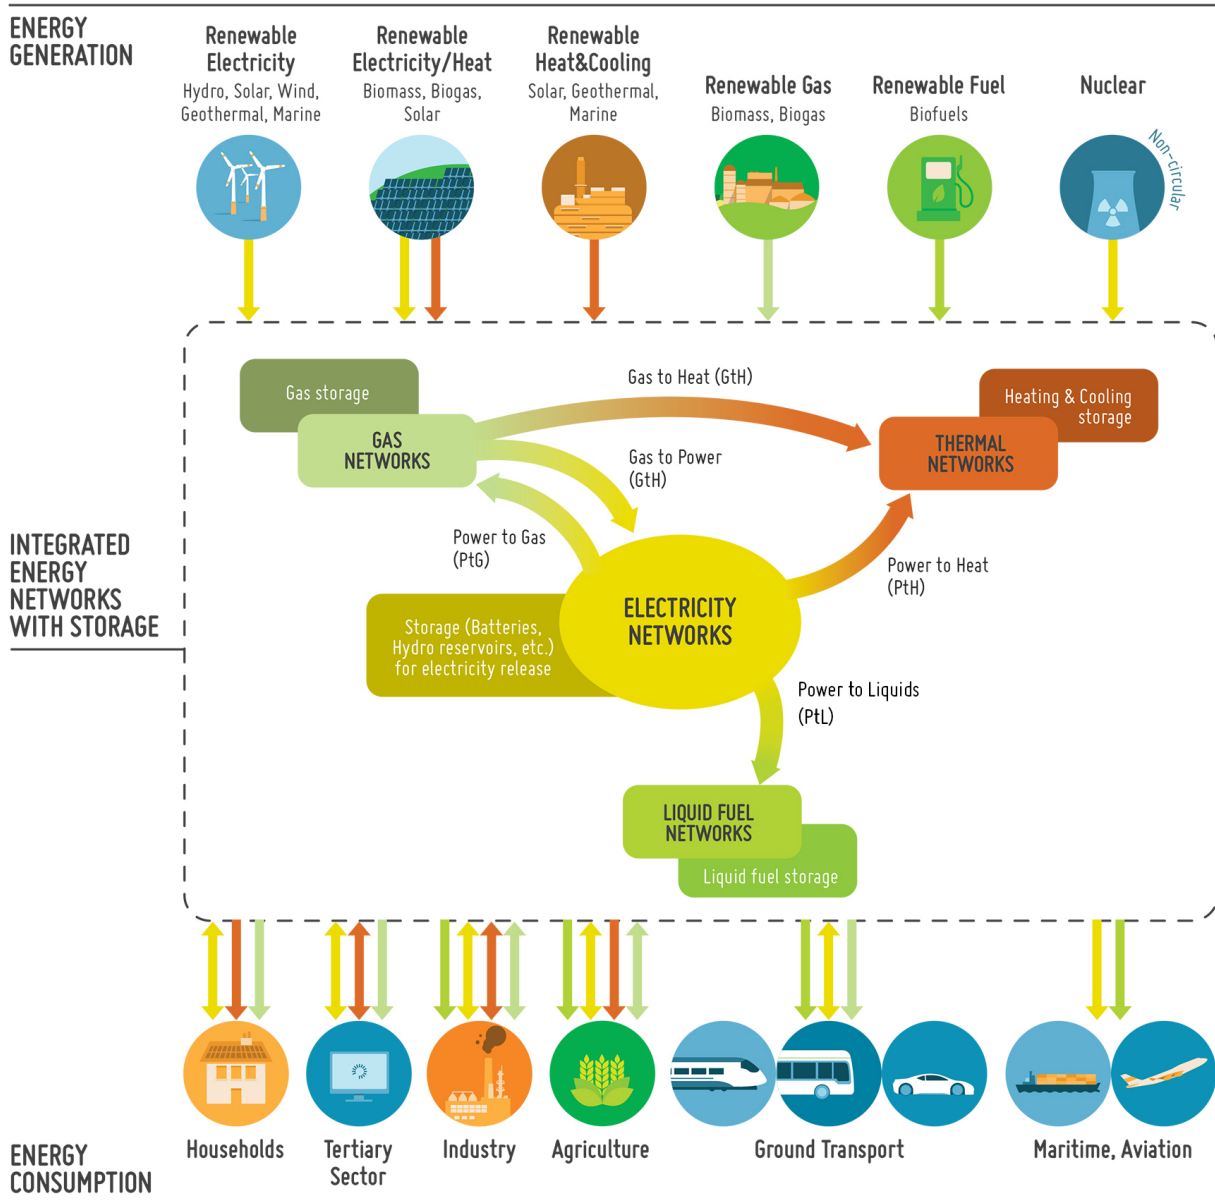 ENERGY
GENERATION
Renewable
Electricity
Hydro, Solar, Wind,
Geothermal, Marine
Renewable
Electricity/Heat
Biomass, Biogas,
Solar
Renewable
Heat&Cooling
Solar, Geothermal,
Marine
Renewable Gas
Biomass, Biogas
Renewable Fuel
Biofuels
Nuclear
Non-circular
Gas storage
GAS
NETWORKS
Gas to Heat (GtH)
Heating & Cooling
storage
THERMAL
NETWORKS
Gas to Power
(GtH)
Power to Gas
(PtG)
Power to Heat
(PtH)
INTEGRATED
ENERGY
NETWORKS
WITH STORAGE
Storage (Batteries,
Hydro reservoirs, etc.)
for electricity release
ELECTRICITY
NETWORKS
Power to Liquids
(PtL)
LIQUID FUEL
NETWORKS
Liquid fuel storage
Households
Tertiary
Sector
Industry
Agriculture
Ground Transport
Maritime, Aviation
ENERGY
CONSUMPTION